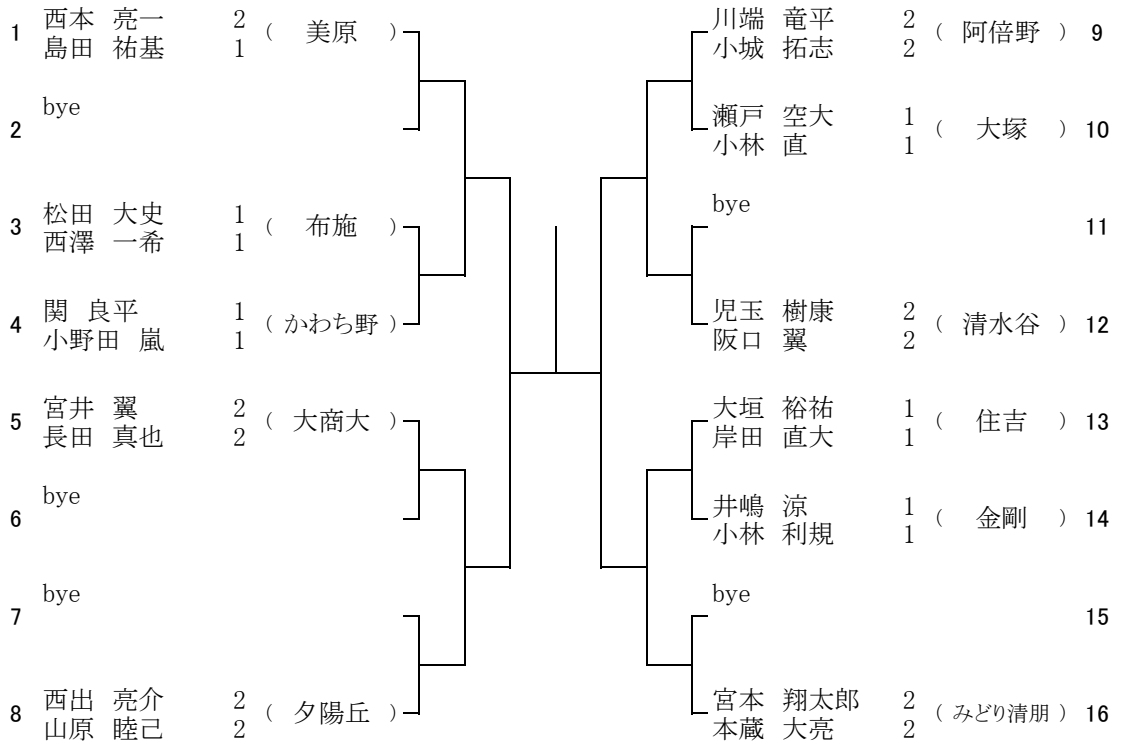 1 西本 亮一 2 ( 美原 )
島田 祐基 1
2 bye
3 松田 大史 1 ( 布施 )
西澤 一希 1
4 関 良平 1 ( かわち野 )
小野田 嵐 1
5 宮井 翼 2 ( 大商大 )
長田 真也 2
6 bye
7 bye
8 西出 亮介 2 ( 夕陽丘 )
山原 睦己 2
川端 竜平 2 ( 阿倍野 ) 9
小城 拓志 2
瀬戸 空大 1 ( 大塚 ) 10
小林 直 1
bye 11
児玉 樹康 2 ( 清水谷 ) 12
阪口 翼 2
大垣 裕祐 1 ( 住吉 ) 13
岸田 直大 1
井嶋 涼 1 ( 金剛 ) 14
小林 利規 1
bye 15
宮本 翔太郎 2 ( みどり清朋 ) 16
本蔵 大亮 2